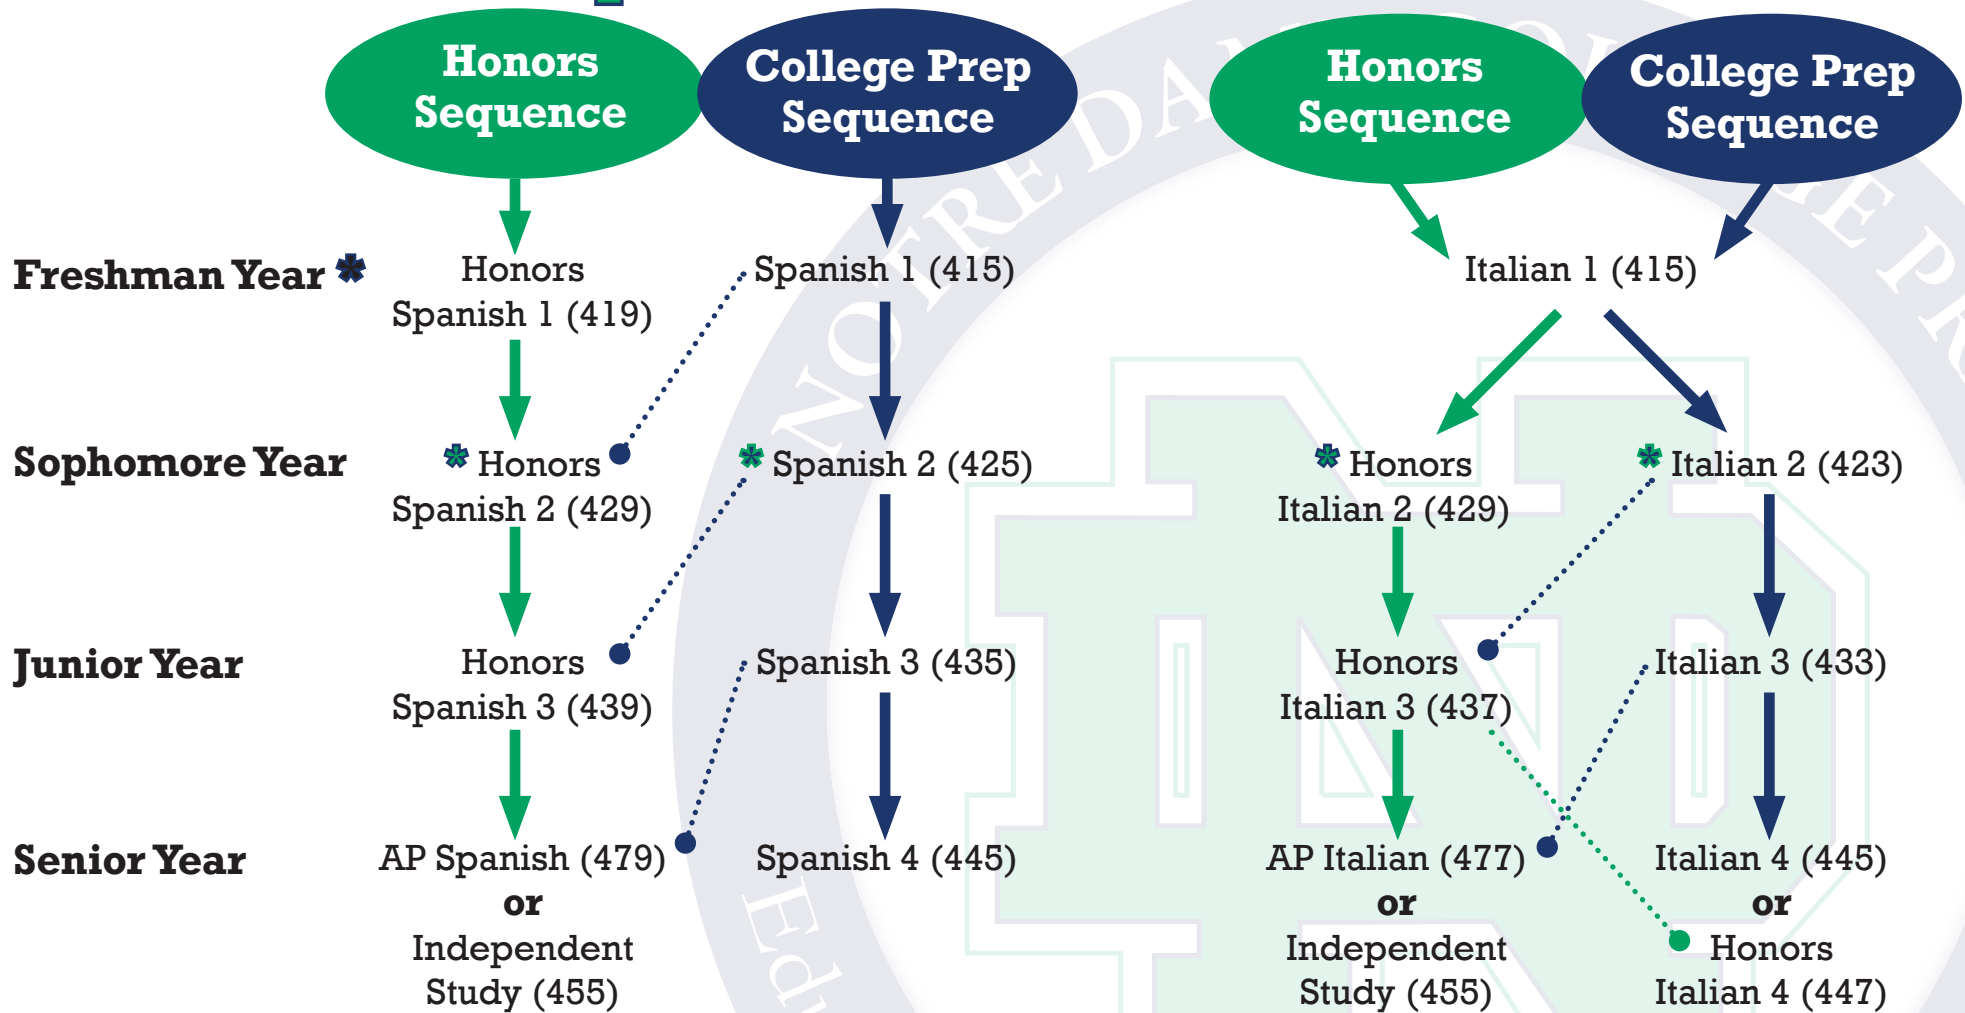 Honors
Sequence
College Prep
Sequence
Honors
Sequence
College Prep
Sequence
Freshman Year *
Honors
Spanish 1 (419)
Spanish 1 (415)
Italian 1 (415)
Sophomore Year
* Honors
Spanish 2 (429)
* Spanish 2 (425)
* Honors
Italian 2 (429)
* Italian 2 (423)
Junior Year
Honors
Spanish 3 (439)
Spanish 3 (435)
Honors
Italian 3 (437)
Italian 3 (433)
Senior Year
AP Spanish (479)
or
Independent
Study (455)
Spanish 4 (445)
AP Italian (477)
or
Independent
Study (455)
Italian 4 (445)
or
Honors
Italian 4 (447)
NOTRE